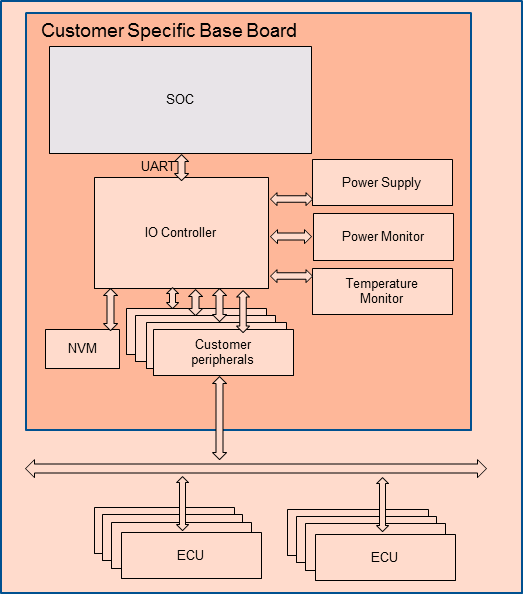 Customer Specific Base Board
SOC
UART
IO Controller
Power Supply
Power Monitor
Temperature
Monitor
NVM
Customer
peripherals
ECU
ECU